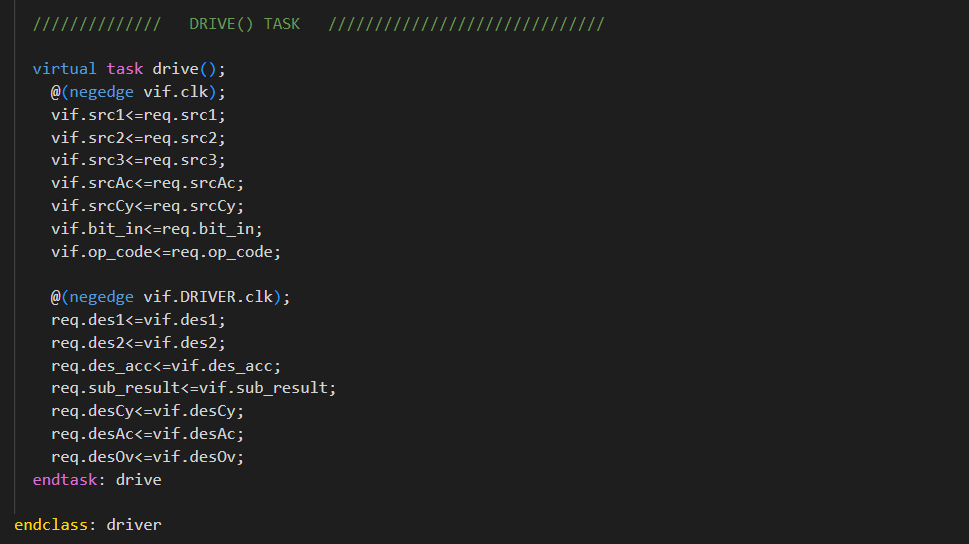 //////////////   DRIVE() TASK   //////////////////////////////
virtual task drive();
@(negedge vif.clk);
vif.src1<=req.src1;
vif.src2<=req.src2;
vif.src3<=req.src3;
vif.srcAc<=req.srcAc;
vif.srcCy<=req.srcCy;
vif.bit_in<=req.bit_in;
vif.op_code<=req.op_code;
@(negedge vif.DRIVER.clk);
req.des1<=vif.des1;
req.des2<=vif.des2;
req.des_acc<=vif.des_acc;
req.sub_result<=vif.sub_result;
req.desCy<=vif.desCy;
req.desAc<=vif.desAc;
req.desOv<=vif.desOv;
endtask: drive
endclass: driver